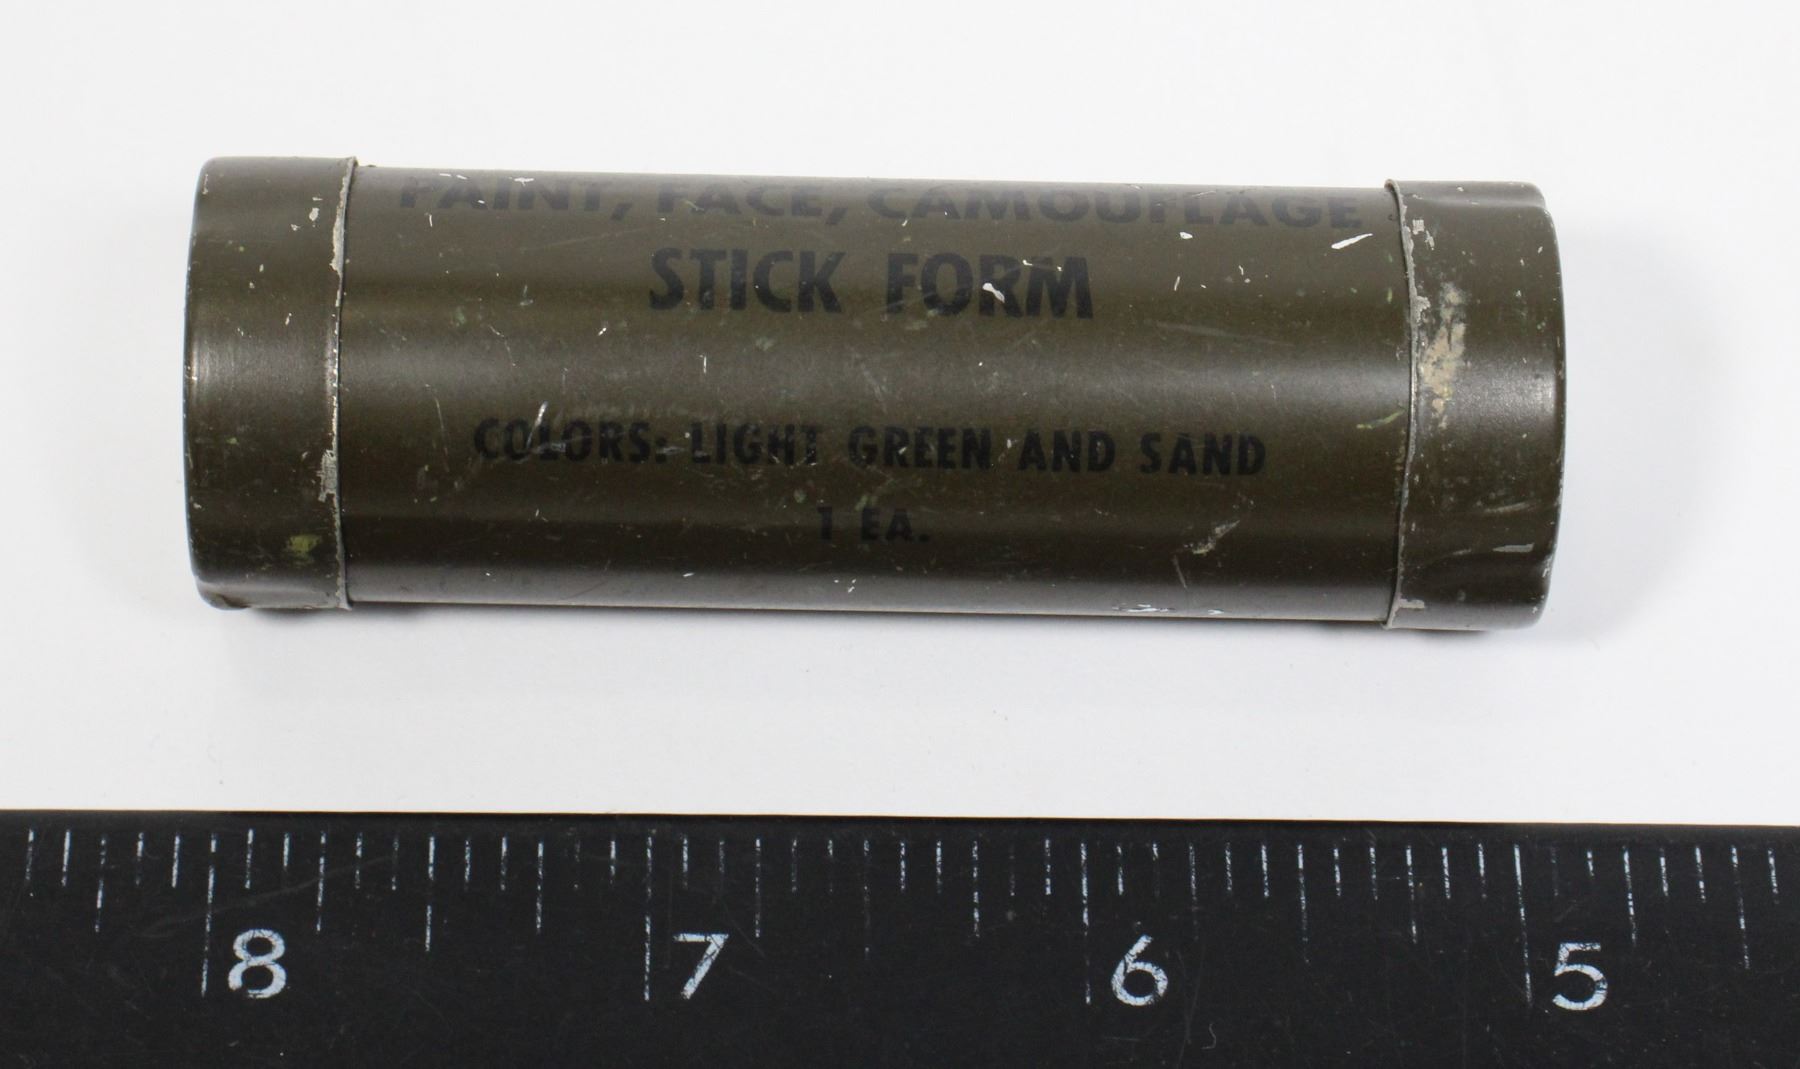 PAINT, FACE, CAMOUFLAGE
STICK FORM
COLORS: LIGHT GREEN AND SAND
1 EA.
8 7 6 5